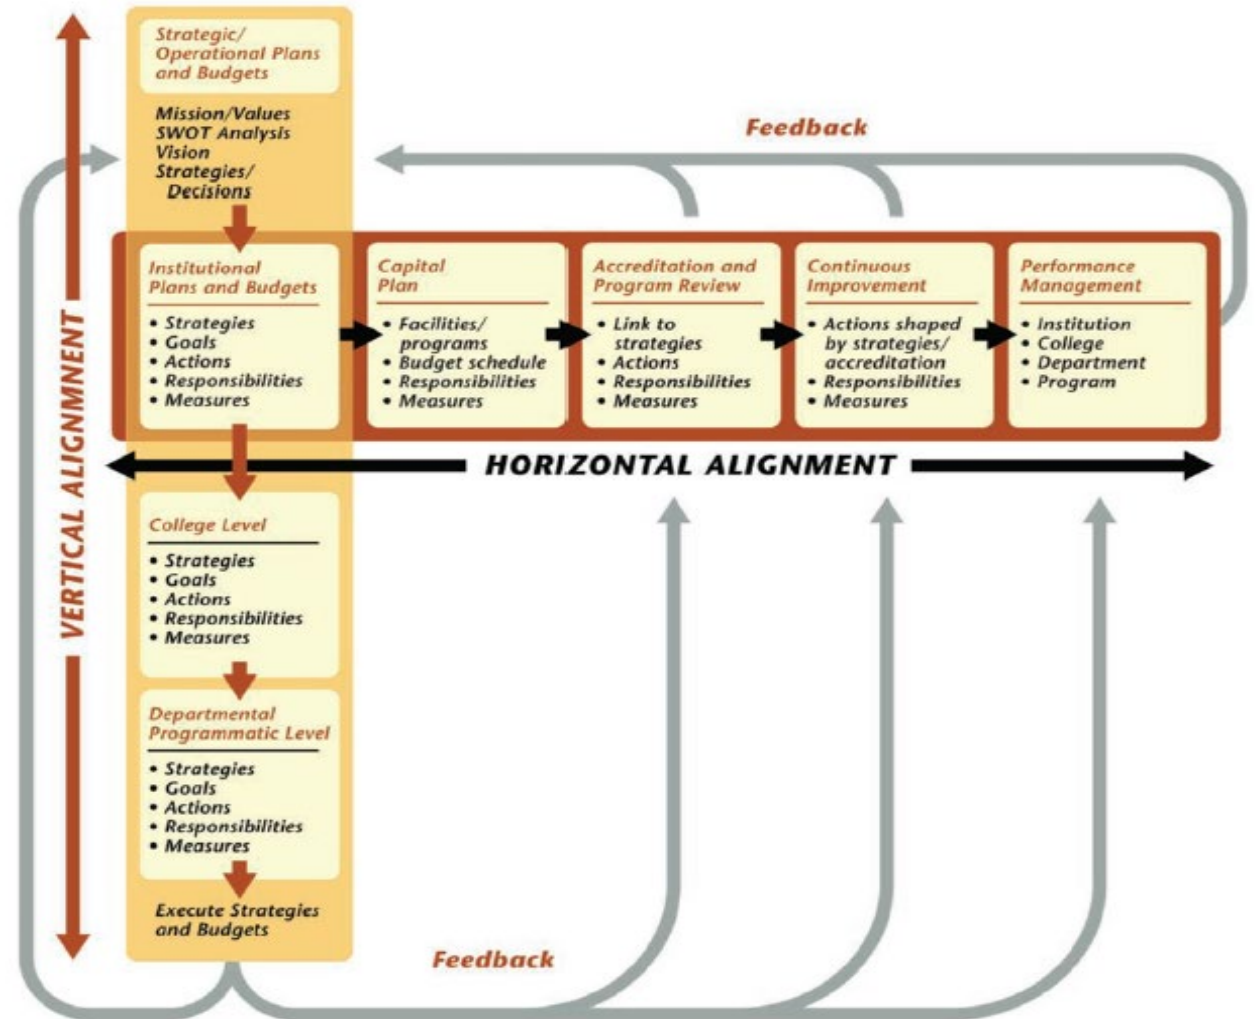 Strategic/
Operational Plans
and Budgets
Mission/Values
SWOT Analysis
Vision
Strategies/
Decisions
Feedback
Institutional
Plans and Budgets
• Strategies
• Goals
• Actions
• Responsibilities
• Measures
Capital
Plan
• Facilities/
programs
• Budget schedule
• Responsibilities
• Measures
Accreditation and
Program Review
• Link to
strategies
• Actions
• Responsibilities
• Measures
Continuous
Improvement
• Actions shaped
by strategies/
accreditation
• Responsibilities
• Measures
Performance
Management
• Institution
• College
• Department
• Program
HORIZONTAL ALIGNMENT
VERTICAL ALIGNMNENT
College Level
• Strategies
• Goals
• Actions
• Responsibilities
• Measures
Departmental
Programmatic Level
• Strategies
• Goals
• Actions
• Responsibilities
• Measures
Execute Strategies
and Budgets
Feedback